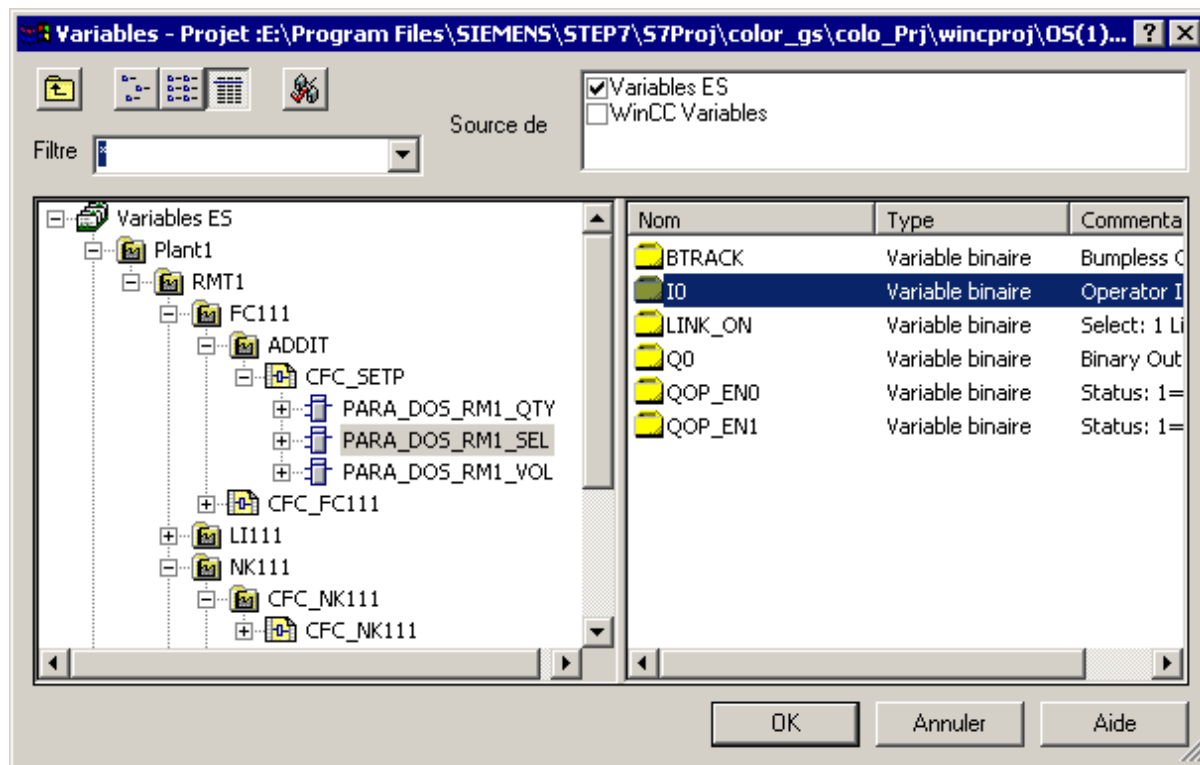 Variables - Projet :E:\Program Files\SIEMENS\STEP7\S7Proj\color_gs\colo_Prj\wincproj\OS(1)...
Variables ES
WinCC Variables
Source de
Filtre *
Variables ES
Plant1
RMT1
FC111
ADDIT
CFC_SETP
PARA_DOS_RM1_QTY
PARA_DOS_RM1_SEL
PARA_DOS_RM1_VOL
CFC_FC111
LI111
NK111
CFC_NK111
CFC_NK111
Nom Type Commenta
BTRACK Variable binaire Bumpless C
I0 Variable binaire Operator I
LINK_ON Variable binaire Select: 1 Li
Q0 Variable binaire Binary Out
QOP_EN0 Variable binaire Status: 1=
QOP_EN1 Variable binaire Status: 1=
OK Annuler Aide